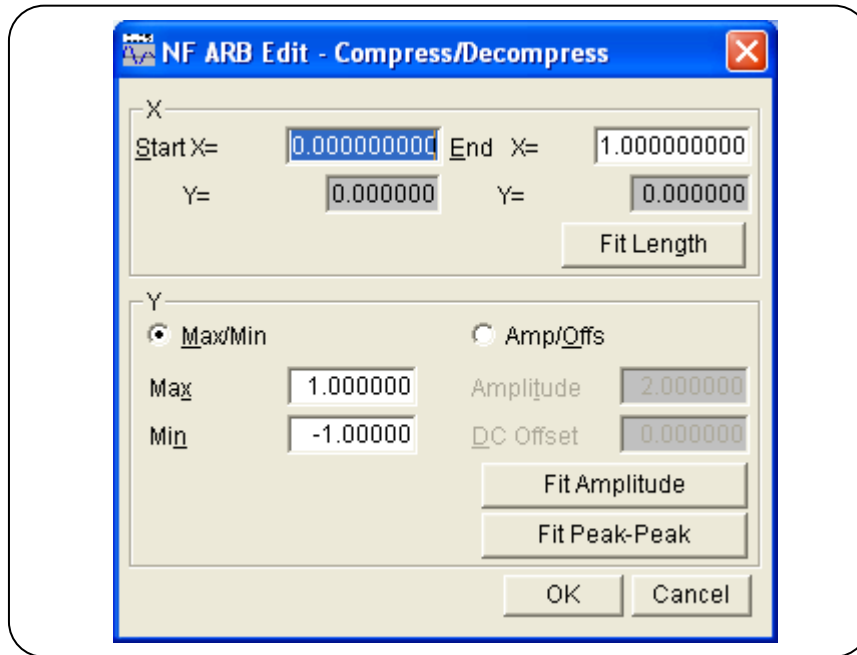 NF ARB Edit - Compress/Decompress
X
Start X= 0.000000000 End X= 1.000000000
Y= 0.000000 Y= 0.000000
Fit Length
Y
Max/Min Amp/Offs
Max 1.000000 Amplitude 2.000000
Min -1.00000 DC Offset 0.000000
Fit Amplitude
Fit Peak-Peak
OK Cancel